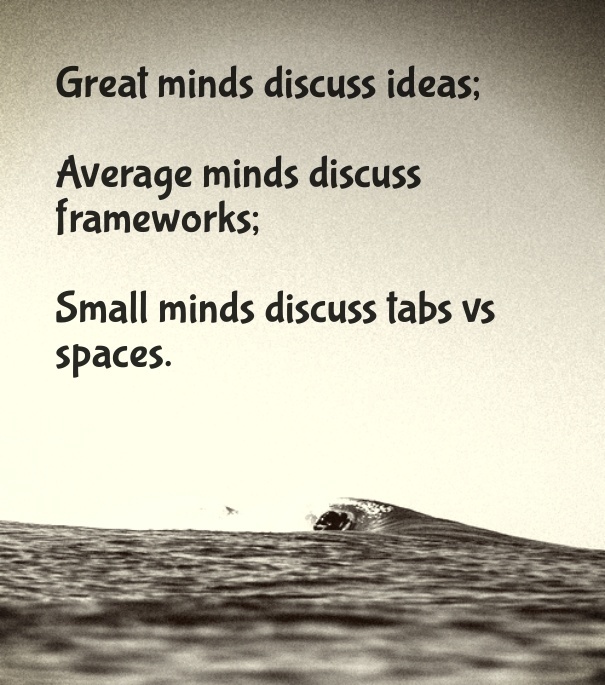 Great minds discuss ideas;
Average minds discuss
frameworks;
Small minds discuss tabs vs
spaces.